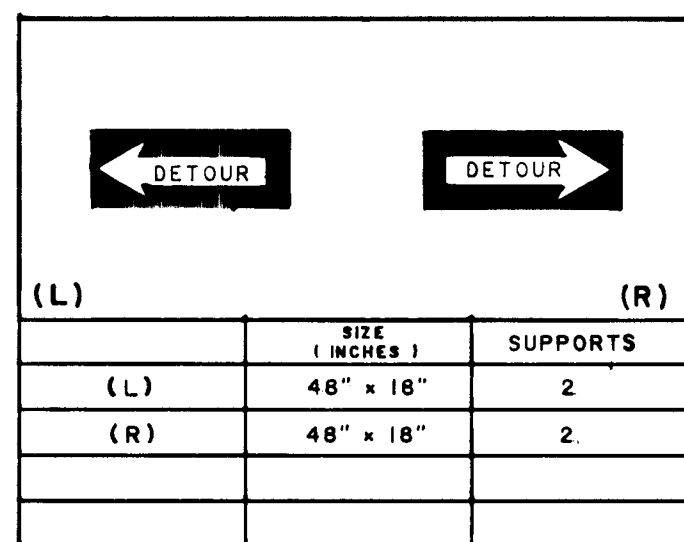 DETOUR DETOUR
(L) (R)
SIZE
(INCHES) SUPPORTS
(L) 48" x 18" 2
(R) 48" x 18" 2